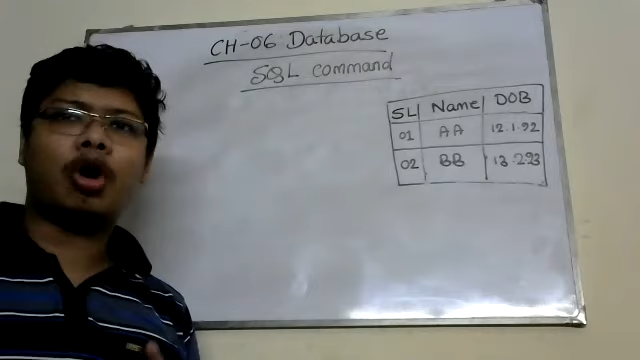 CH-06 Database
SQL command
SL Name DOB
01 AA 12.1.92
02 BB 13.2.93